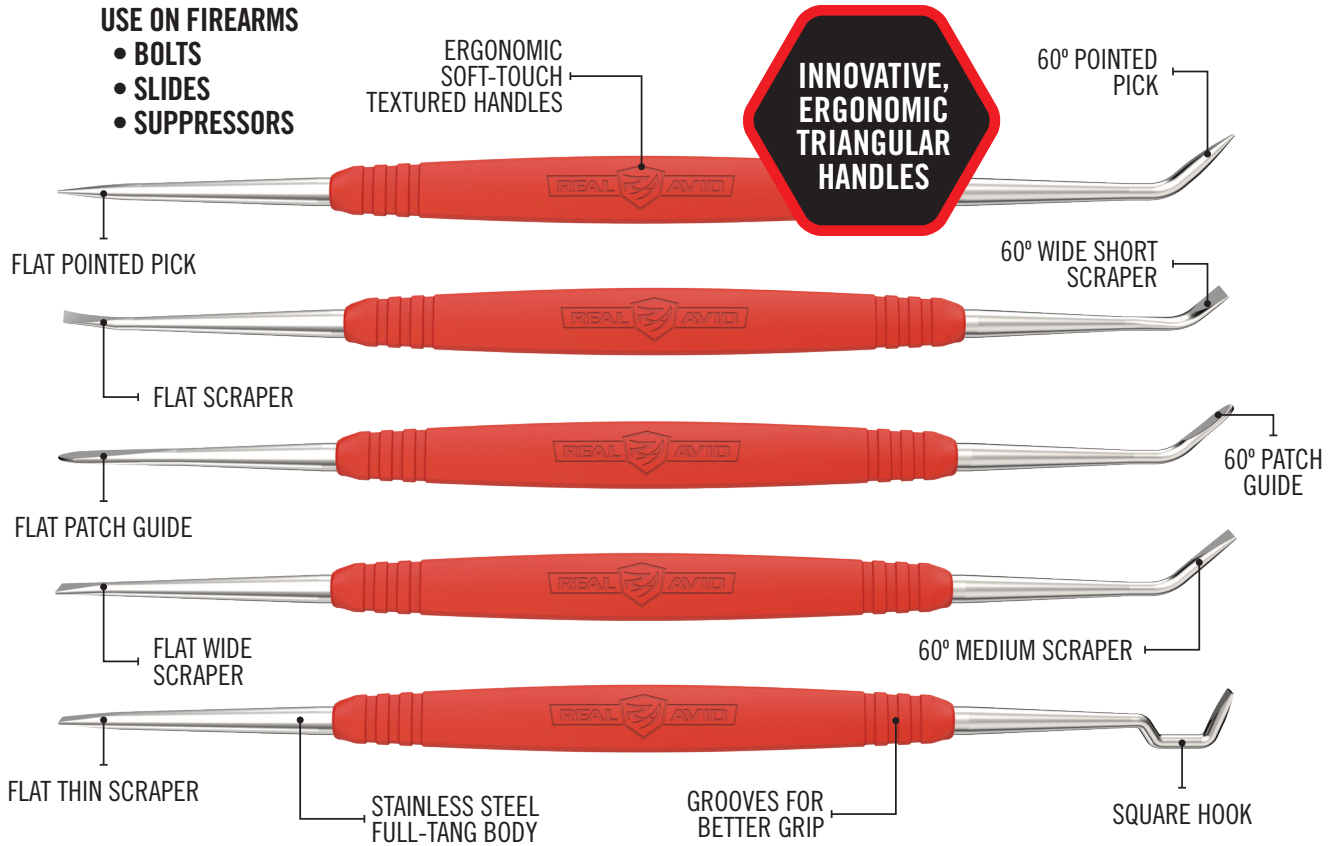 USE ON FIREARMS
• BOLTS
• SLIDES
• SUPPRESSORS
ERGONOMIC
SOFT-TOUCH
TEXTURED HANDLES
INNOVATIVE,
ERGONOMIC
TRIANGULAR
HANDLES
60º POINTED
PICK
REAL AVID
FLAT POINTED PICK
60º WIDE SHORT
SCRAPER
REAL AVID
FLAT SCRAPER
REAL AVID
60º PATCH
GUIDE
FLAT PATCH GUIDE
REAL AVID
FLAT WIDE
SCRAPER
60º MEDIUM SCRAPER
REAL AVID
FLAT THIN SCRAPER
STAINLESS STEEL
FULL-TANG BODY
GROOVES FOR
BETTER GRIP
SQUARE HOOK